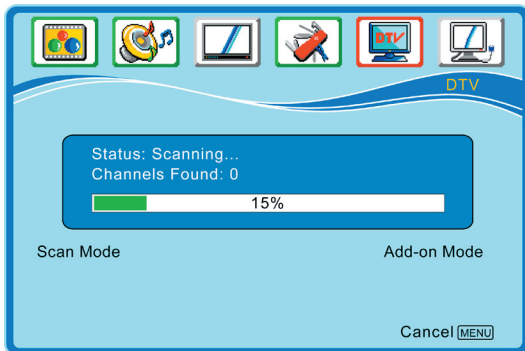 DTV
DTV
Status: Scanning...
Channels Found: 0
15%
Scan Mode Add-on Mode
Cancel MENU